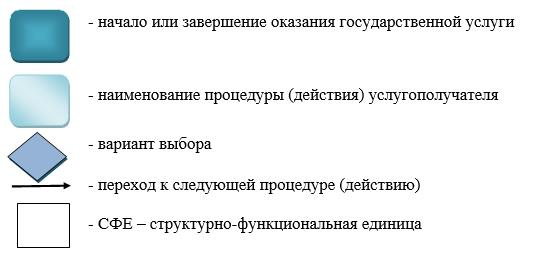 - начало или завершение оказания государственной услуги
- наименование процедуры (действия) услугополучателя
- вариант выбора
- переход к следующей процедуре (действию)
- СФЕ – структурно-функциональная единица